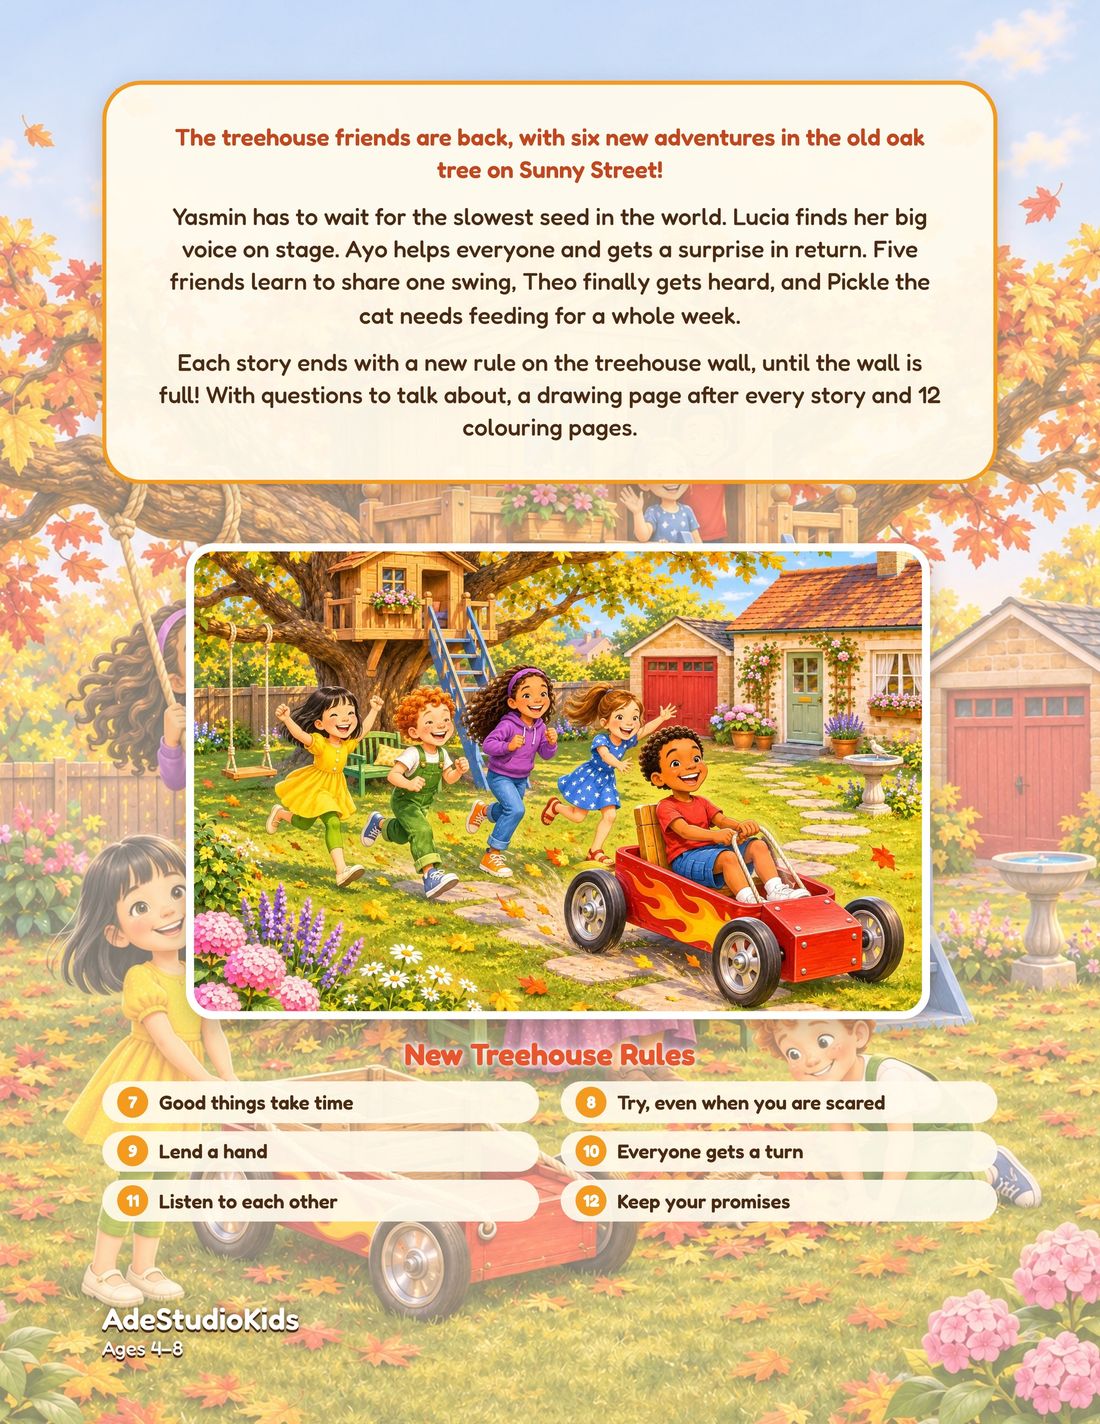 The treehouse friends are back, with six new adventures in the old oak
tree on Sunny Street!
Yasmin has to wait for the slowest seed in the world. Lucia finds her big
voice on stage. Ayo helps everyone and gets a surprise in return. Five
friends learn to share one swing, Theo finally gets heard, and Pickle the
cat needs feeding for a whole week.
Each story ends with a new rule on the treehouse wall, until the wall is
full! With questions to talk about, a drawing page after every story and 12
colouring pages.
New Treehouse Rules
7 Good things take time
8 Try, even when you are scared
9 Lend a hand
10 Everyone gets a turn
11 Listen to each other
12 Keep your promises
AdeStudioKids
Ages 4–8